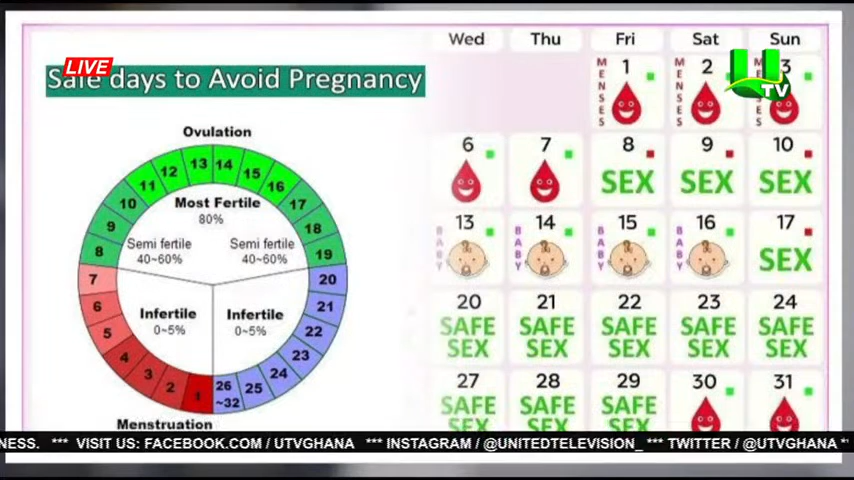 LIVE
Safe days to Avoid Pregnancy
U
TV
Ovulation
13 14
12 15
11 16
10 17
9 18
8 19
7 20
6 21
5 22
4 23
3 24
2 25
1 26
~32
Most Fertile
80%
Semi fertile
40~60%
Semi fertile
40~60%
Infertile
0~5%
Infertile
0~5%
Menstruation
Wed Thu Fri Sat Sun
MENSES 1 MENSES 2 3
6 7 8 9 10
SEX SEX SEX
13 14 15 16 17
BABY BABY BABY BABY SEX
20 21 22 23 24
SAFE SAFE SAFE SAFE SAFE
SEX SEX SEX SEX SEX
27 28 29 30 31
SAFE SAFE SAFE
NESS. *** VISIT US: FACEBOOK.COM / UTVGHANA *** INSTAGRAM / @UNITEDTELEVISION_ *** TWITTER / @UTVGHANA **